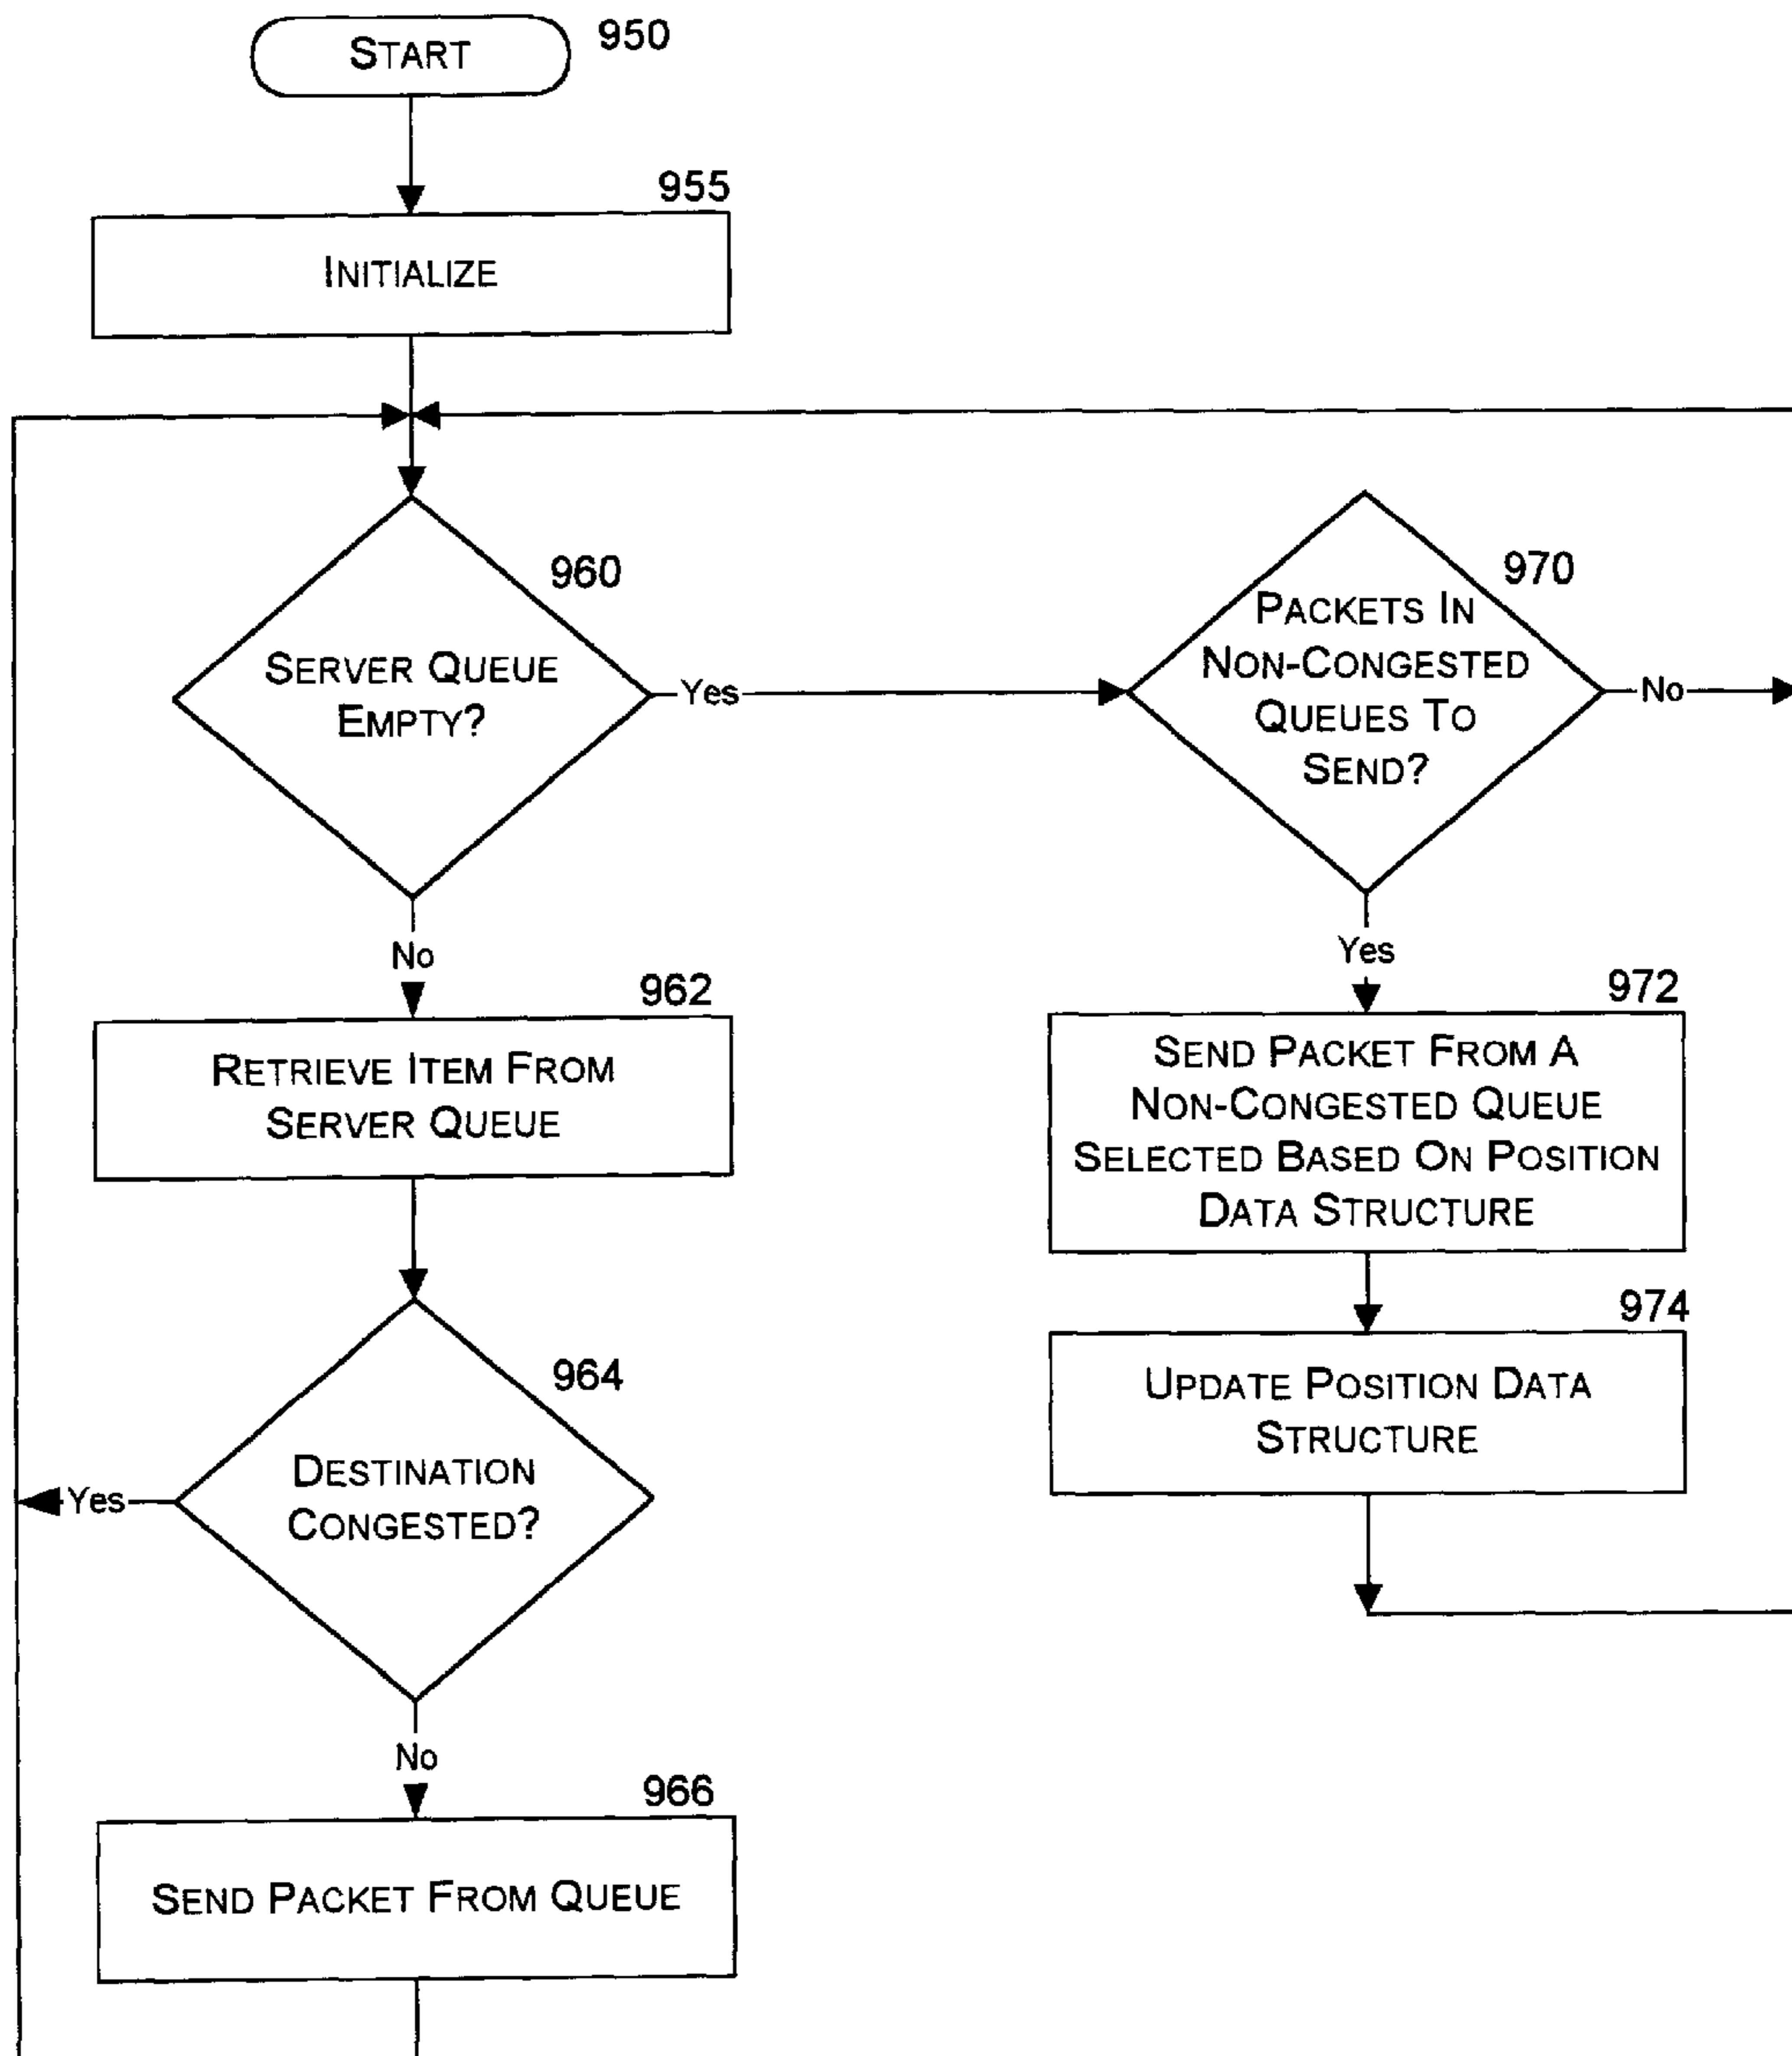 START
950
955
INITIALIZE
960
SERVER QUEUE
EMPTY?
Yes
970
PACKETS IN
NON-CONGESTED
QUEUES TO
SEND?
No
No
Yes
962
RETRIEVE ITEM FROM
SERVER QUEUE
972
SEND PACKET FROM A
NON-CONGESTED QUEUE
SELECTED BASED ON POSITION
DATA STRUCTURE
964
DESTINATION
CONGESTED?
Yes
974
UPDATE POSITION DATA
STRUCTURE
No
966
SEND PACKET FROM QUEUE